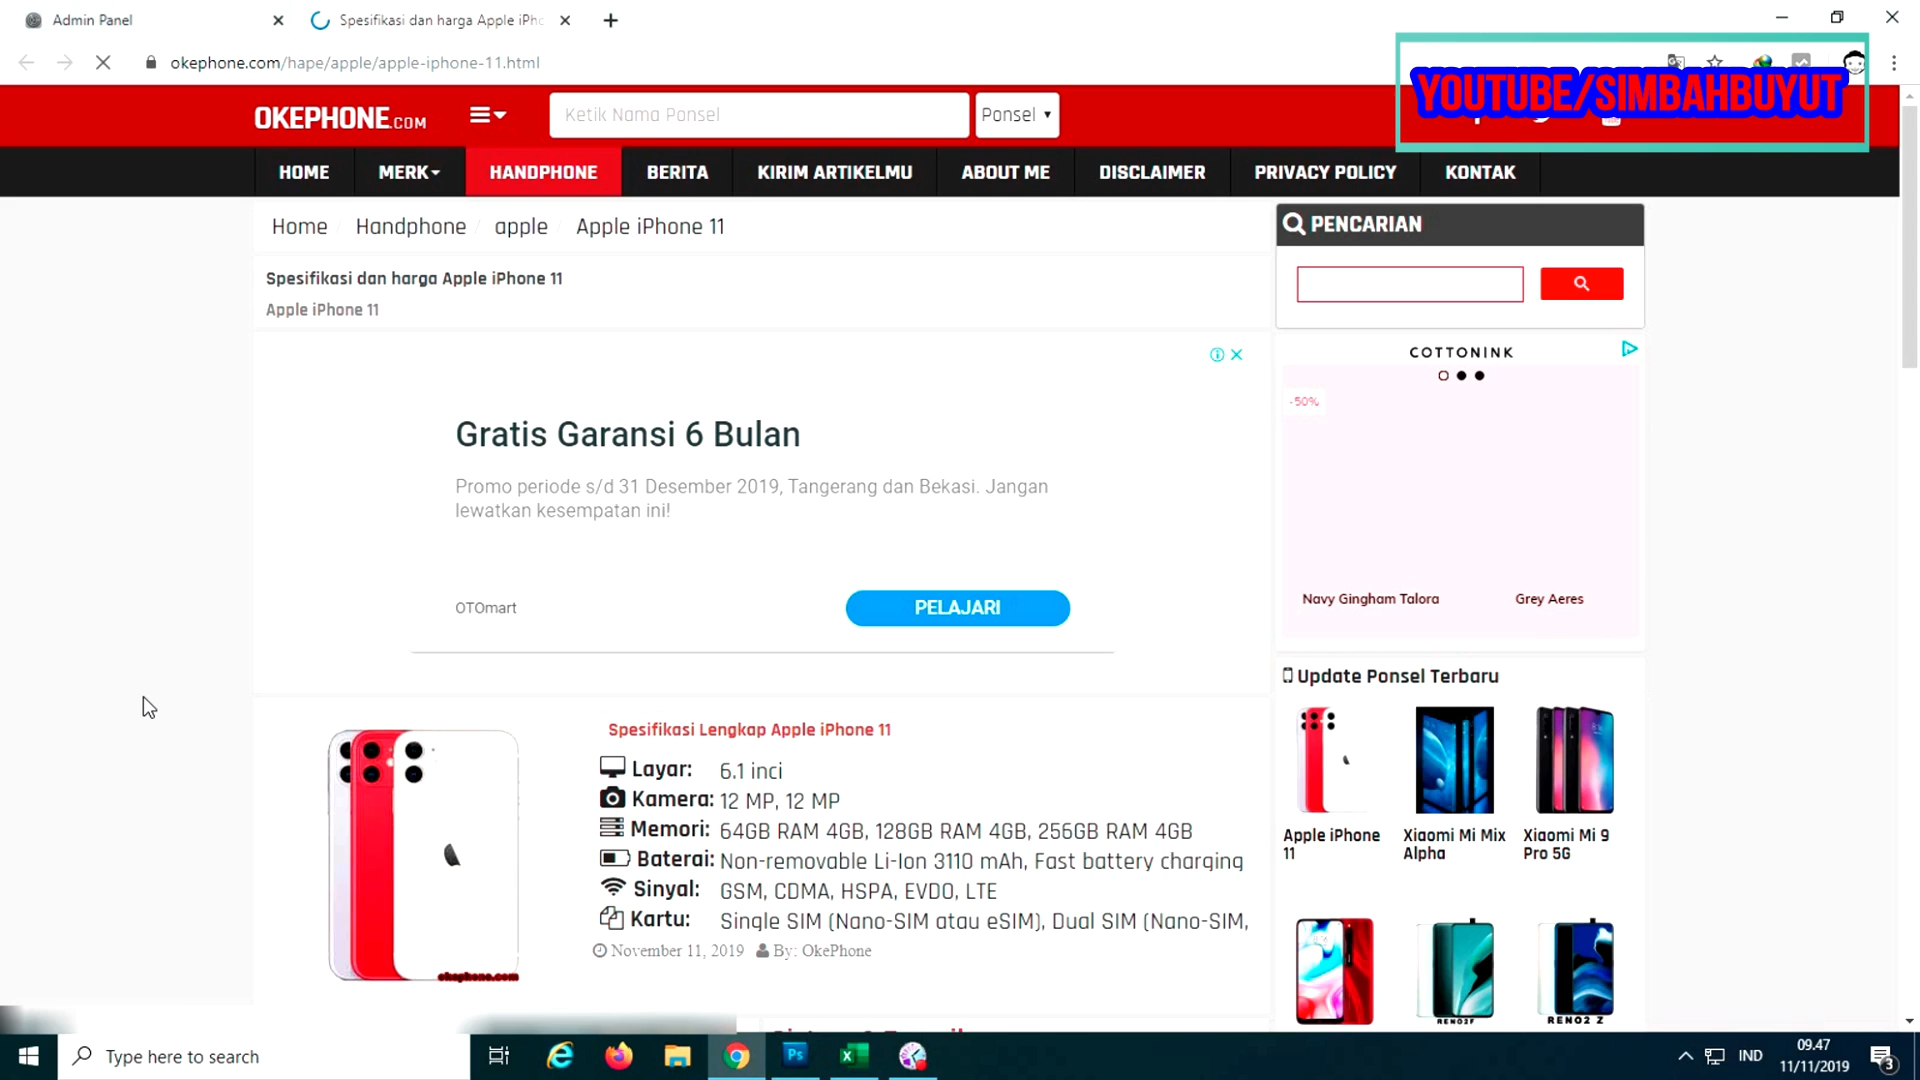 Admin Panel
Spesifikasi dan harga Apple iPho
okephone.com/hape/apple/apple-iphone-11.html
YOUTUBE/SIMBAHBUYUT
OKEPHONE.COM
Ketik Nama Ponsel
Ponsel
HOME MERK HANDPHONE BERITA KIRIM ARTIKELMU ABOUT ME DISCLAIMER PRIVACY POLICY KONTAK
Home / Handphone / apple / Apple iPhone 11
Spesifikasi dan harga Apple iPhone 11
Apple iPhone 11
PENCARIAN
COTTONINK
-50%
Navy Gingham Talora
Grey Aeres
Gratis Garansi 6 Bulan
Promo periode s/d 31 Desember 2019, Tangerang dan Bekasi. Jangan
lewatkan kesempatan ini!
OTOmart
PELAJARI
Spesifikasi Lengkap Apple iPhone 11
Layar: 6.1 inci
Kamera: 12 MP, 12 MP
Memori: 64GB RAM 4GB, 128GB RAM 4GB, 256GB RAM 4GB
Baterai: Non-removable Li-Ion 3110 mAh, Fast battery charging
Sinyal: GSM, CDMA, HSPA, EVDO, LTE
Kartu: Single SIM (Nano-SIM atau eSIM), Dual SIM (Nano-SIM,
November 11, 2019 By: OkePhone
okephone.com
Update Ponsel Terbaru
Apple iPhone
11
Xiaomi Mi Mix
Alpha
Xiaomi Mi 9
Pro 5G
RENO2F
RENO2 Z
Type here to search
Ps
IND
09.47
11/11/2019
3